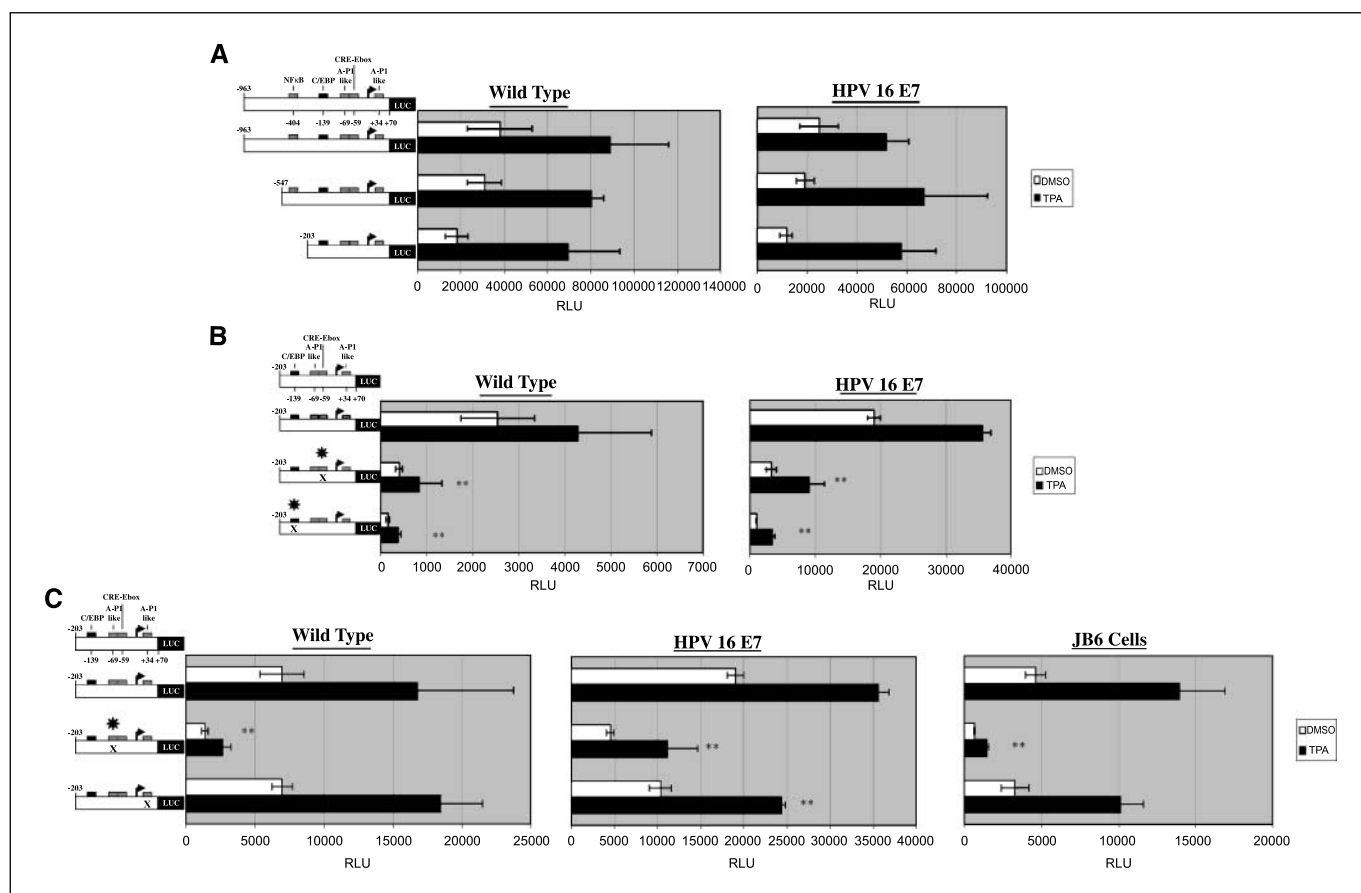 A
CRE-Ebox
A-P1 like
A-P1 like
NFκB
C/EBP
-963
LUC
-404 -139 -69 -59 +34 +70
-963
LUC
-547
LUC
-203
LUC
Wild Type
0 20000 40000 60000 80000 100000 120000 140000
RLU
HPV 16 E7
0 20000 40000 60000 80000 100000
RLU
DMSO
TPA
B
CRE-Ebox
C/EBP
A-P1 like
A-P1 like
-203
LUC
-139 -69 -59 +34 +70
-203
LUC
-203
X
LUC
-203
X
LUC
Wild Type
**
**
0 1000 2000 3000 4000 5000 6000 7000
RLU
HPV 16 E7
**
**
0 10000 20000 30000 40000
RLU
DMSO
TPA
C
CRE-Ebox
C/EBP
A-P1 like
A-P1 like
-203
LUC
-139 -69 -59 +34 +70
-203
LUC
-203
X
LUC
-203
X
LUC
Wild Type
**
0 5000 10000 15000 20000 25000
RLU
HPV 16 E7
**
**
0 5000 10000 15000 20000 25000 30000 35000 40000
RLU
JB6 Cells
**
0 5000 10000 15000 20000
RLU
DMSO
TPA